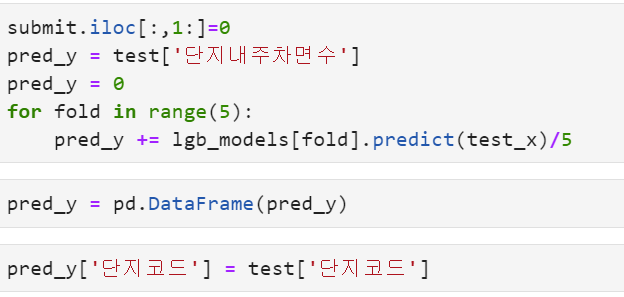 submit.iloc[:,1:]=0
pred_y = test['단지내주차면수']
pred_y = 0
for fold in range(5):
    pred_y += lgb_models[fold].predict(test_x)/5
pred_y = pd.DataFrame(pred_y)
pred_y['단지코드'] = test['단지코드']